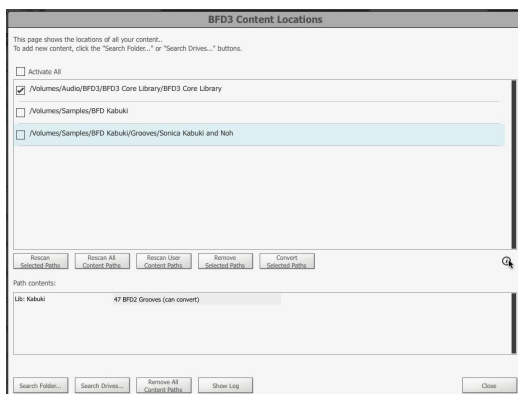 BFD3 Content Locations
This page shows the locations of all your content..
To add new content, click the "Search Folder..." or "Search Drives..." buttons.
Activate All
/Volumes/Audio/BFD3/BFD3 Core Library/BFD3 Core Library
/Volumes/Samples/BFD Kabuki
/Volumes/Samples/BFD Kabuki/Grooves/Sonica Kabuki and Noh
Rescan Selected Paths
Rescan All Content Paths
Rescan User Content Paths
Remove Selected Paths
Convert Selected Paths
Path contents:
Lib: Kabuki 47 BFD2 Grooves (can convert)
Search Folder...
Search Drives...
Remove All Content Paths
Show Log
Close